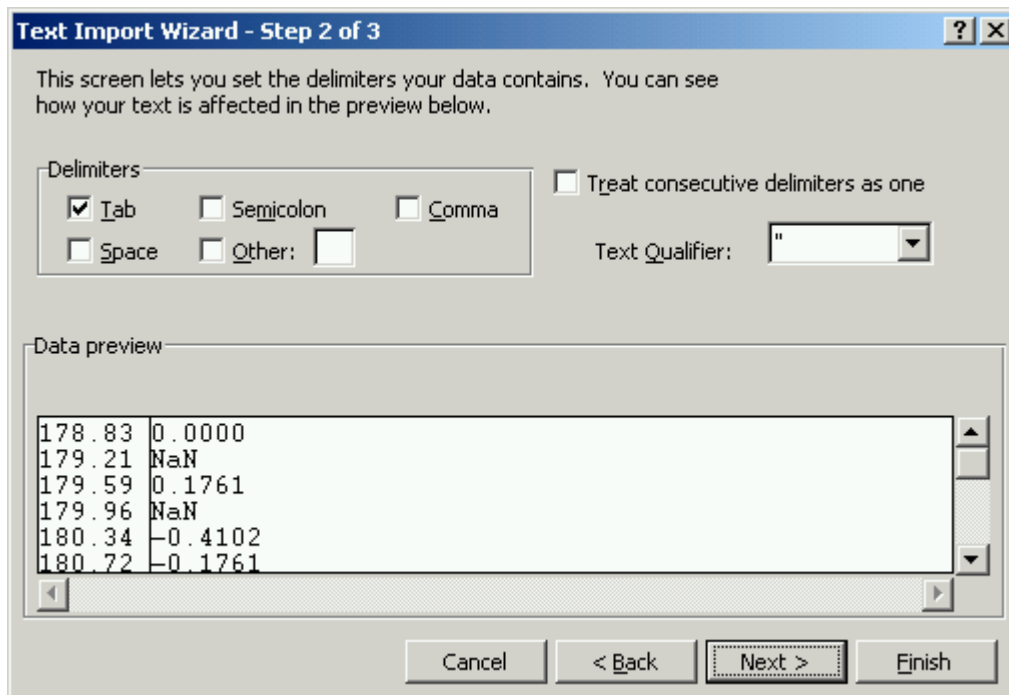 Text Import Wizard - Step 2 of 3
This screen lets you set the delimiters your data contains. You can see
how your text is affected in the preview below.
Delimiters
Tab Semicolon Comma
Space Other:
Treat consecutive delimiters as one
Text Qualifier: "
Data preview
178.83 0.0000
179.21 NaN
179.59 0.1761
179.96 NaN
180.34 -0.4102
180.72 -0.1761
Cancel < Back Next > Finish